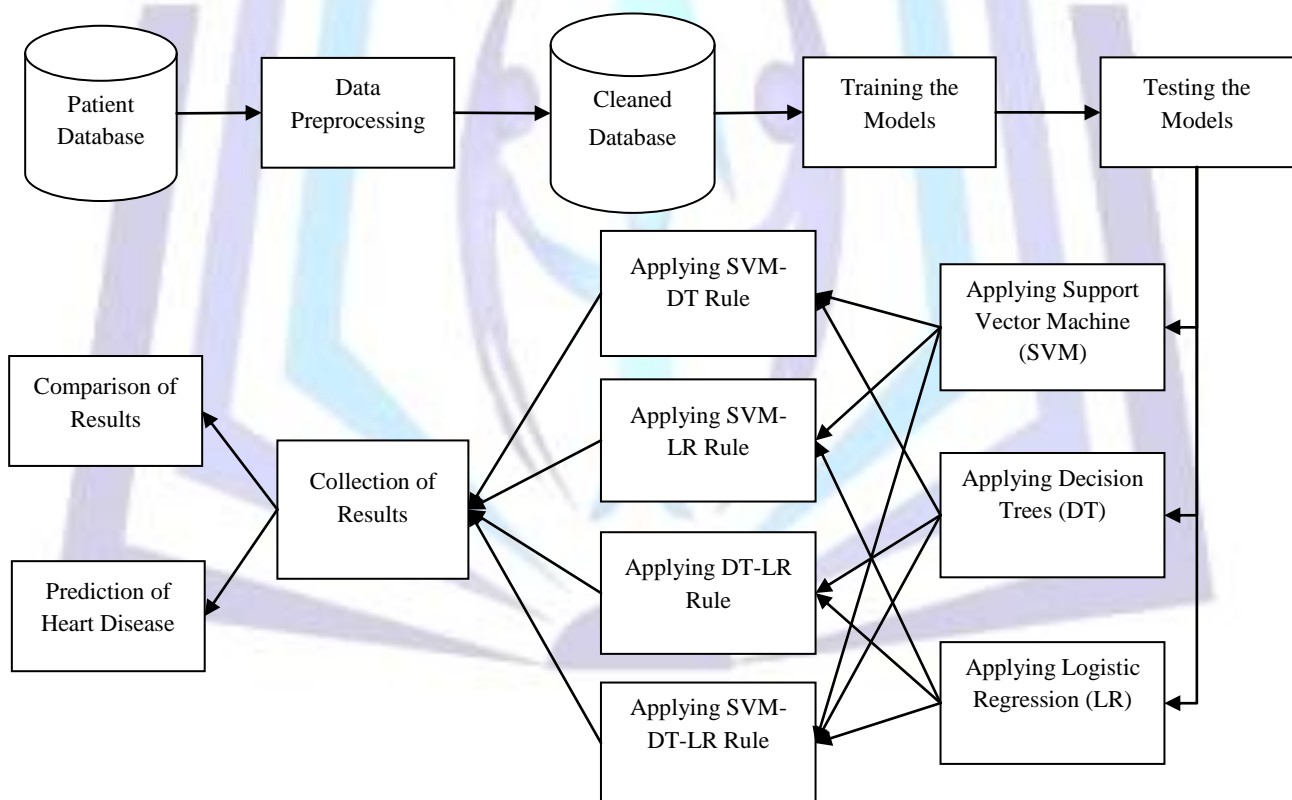 Patient
Database
Data
Preprocessing
Cleaned
Database
Training the
Models
Testing the
Models
Applying Support
Vector Machine
(SVM)
Applying Decision
Trees (DT)
Applying Logistic
Regression (LR)
Applying SVM-
DT Rule
Applying SVM-
LR Rule
Applying DT-LR
Rule
Applying SVM-
DT-LR Rule
Collection of
Results
Comparison of
Results
Prediction of
Heart Disease